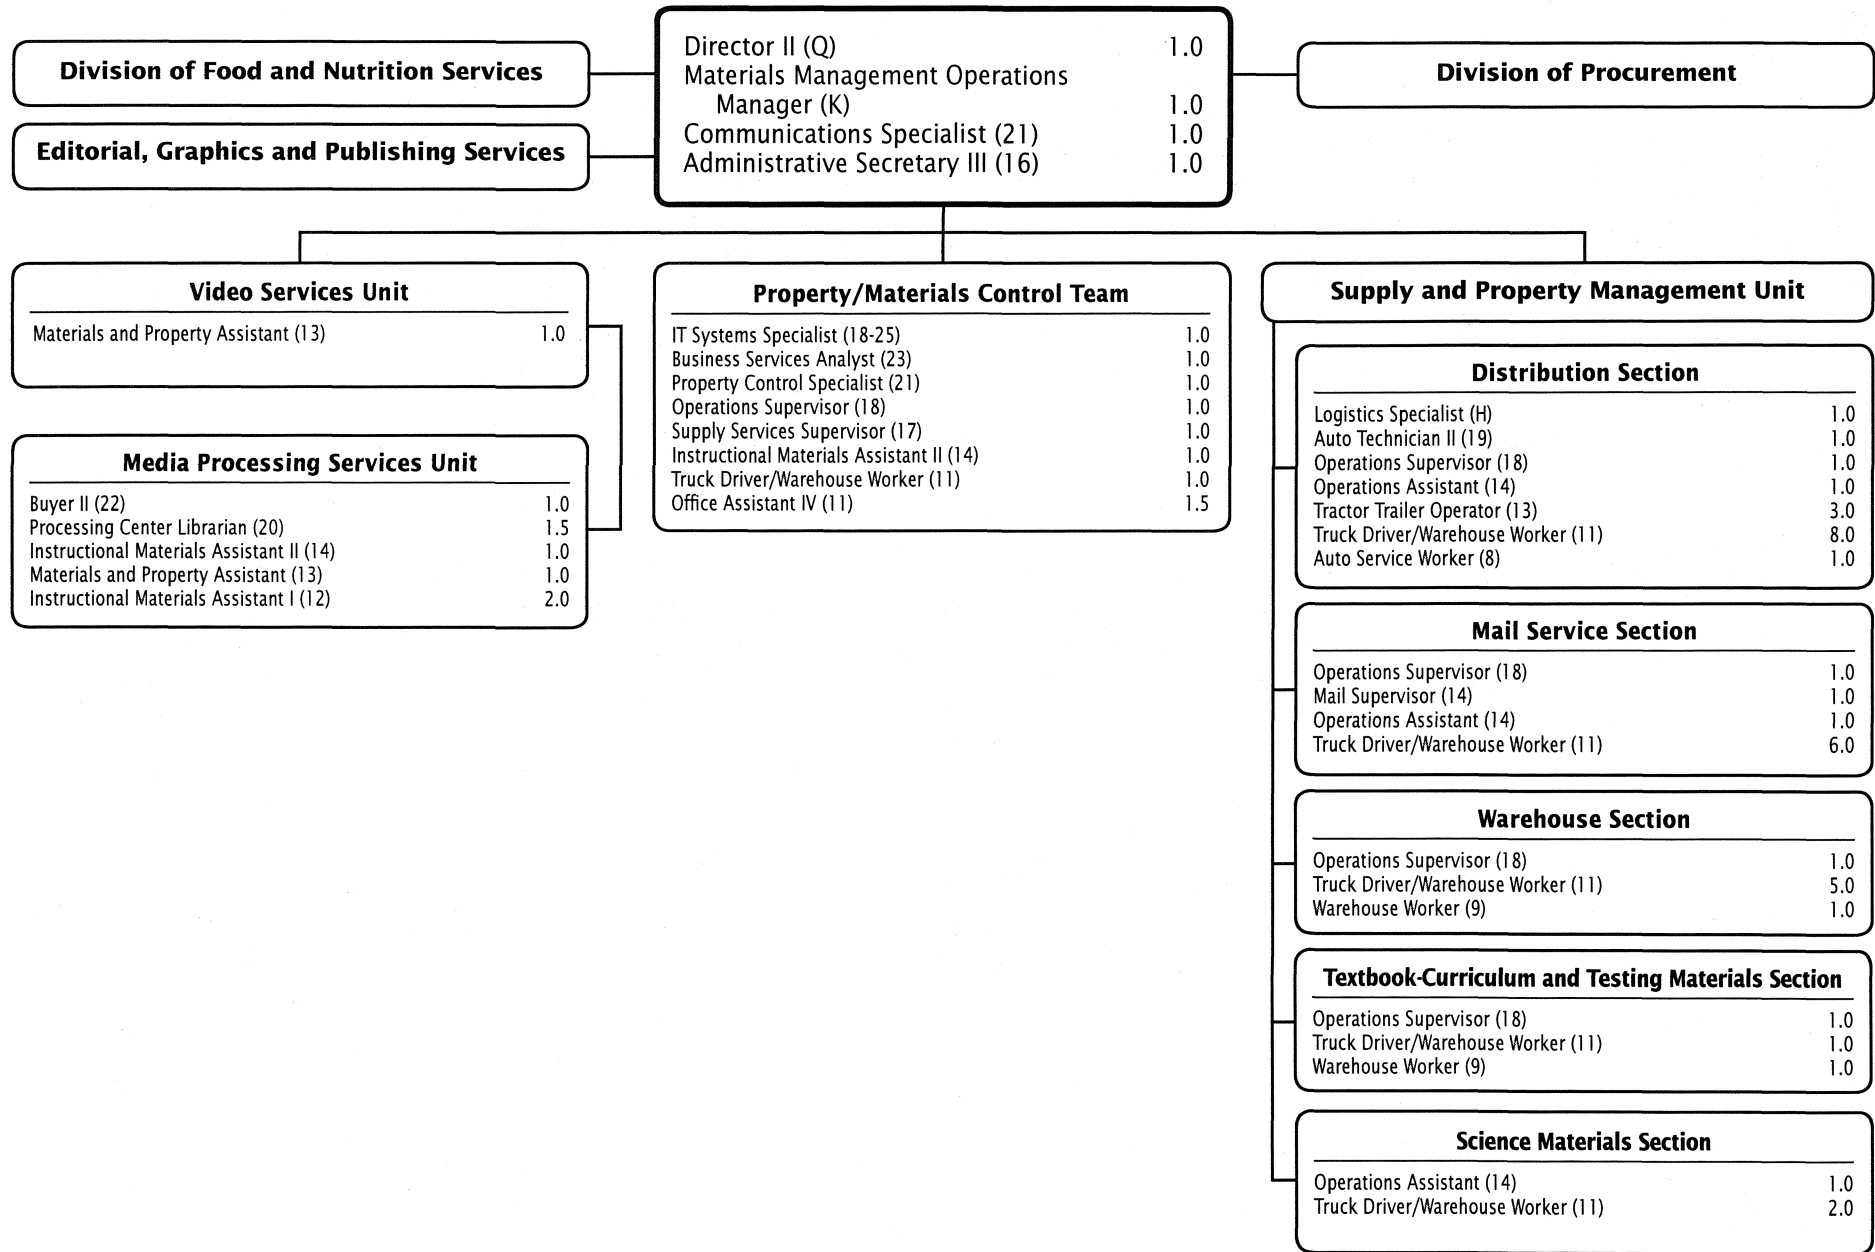 Director II (Q) 1.0
Materials Management Operations
Manager (K) 1.0
Communications Specialist (21) 1.0
Administrative Secretary III (16) 1.0
Division of Food and Nutrition Services
Editorial, Graphics and Publishing Services
Division of Procurement
Video Services Unit
Materials and Property Assistant (13) 1.0
Media Processing Services Unit
Buyer II (22) 1.0
Processing Center Librarian (20) 1.5
Instructional Materials Assistant II (14) 1.0
Materials and Property Assistant (13) 1.0
Instructional Materials Assistant I (12) 2.0
Property/Materials Control Team
IT Systems Specialist (18-25) 1.0
Business Services Analyst (23) 1.0
Property Control Specialist (21) 1.0
Operations Supervisor (18) 1.0
Supply Services Supervisor (17) 1.0
Instructional Materials Assistant II (14) 1.0
Truck Driver/Warehouse Worker (11) 1.0
Office Assistant IV (11) 1.5
Supply and Property Management Unit
Distribution Section
Logistics Specialist (H) 1.0
Auto Technician II (19) 1.0
Operations Supervisor (18) 1.0
Operations Assistant (14) 1.0
Tractor Trailer Operator (13) 3.0
Truck Driver/Warehouse Worker (11) 8.0
Auto Service Worker (8) 1.0
Mail Service Section
Operations Supervisor (18) 1.0
Mail Supervisor (14) 1.0
Operations Assistant (14) 1.0
Truck Driver/Warehouse Worker (11) 6.0
Warehouse Section
Operations Supervisor (18) 1.0
Truck Driver/Warehouse Worker (11) 5.0
Warehouse Worker (9) 1.0
Textbook-Curriculum and Testing Materials Section
Operations Supervisor (18) 1.0
Truck Driver/Warehouse Worker (11) 1.0
Warehouse Worker (9) 1.0
Science Materials Section
Operations Assistant (14) 1.0
Truck Driver/Warehouse Worker (11) 2.0